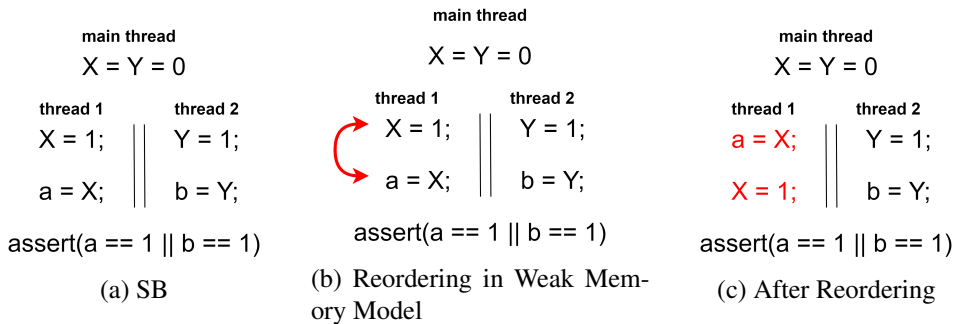 main thread
X = Y = 0
thread 1 thread 2
X = 1; Y = 1;
a = X; b = Y;
assert(a == 1 || b == 1)
(a) SB
main thread
X = Y = 0
thread 1 thread 2
X = 1; Y = 1;
a = X; b = Y;
assert(a == 1 || b == 1)
(b) Reordering in Weak Mem-
ory Model
main thread
X = Y = 0
thread 1 thread 2
a = X; Y = 1;
X = 1; b = Y;
assert(a == 1 || b == 1)
(c) After Reordering